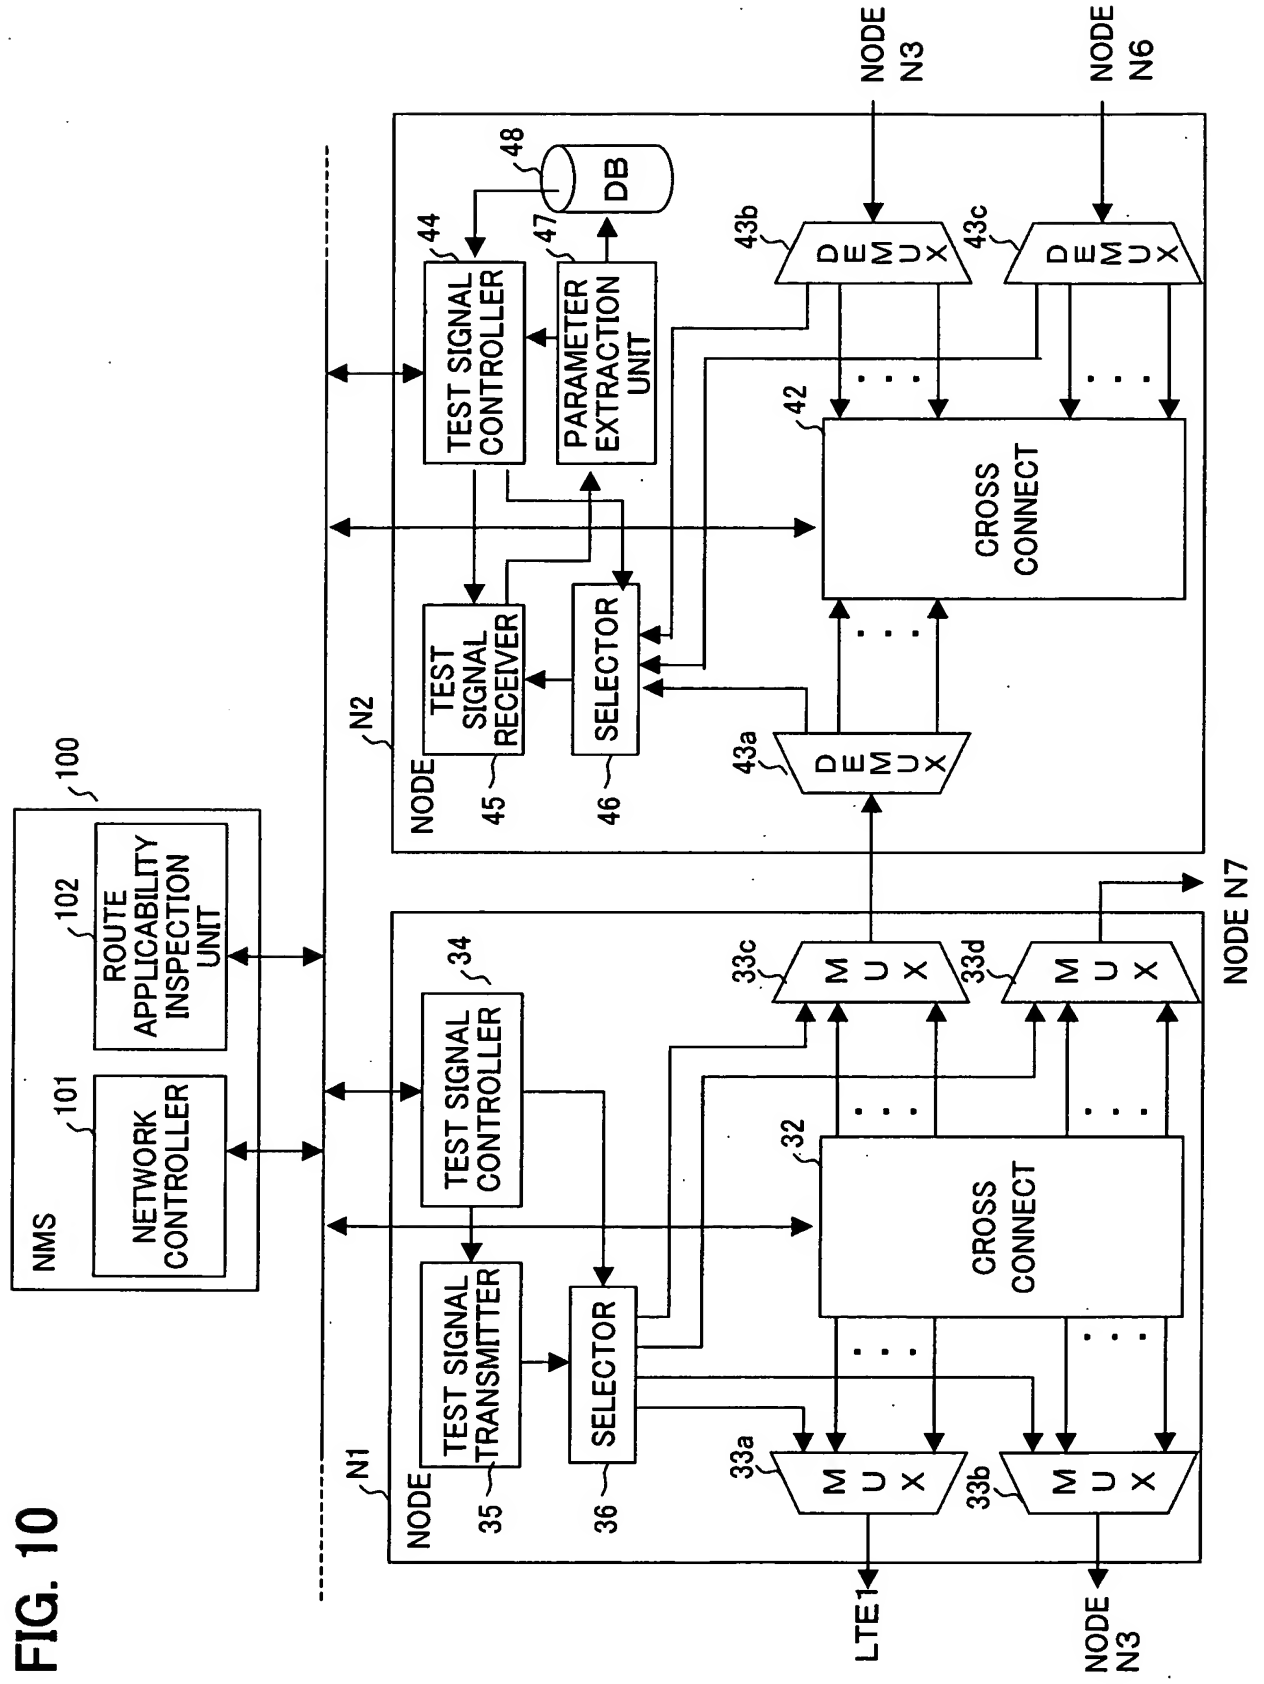 FIG. 10
NMS
100
NETWORK
CONTROLLER
101
ROUTE
APPLICABILITY
INSPECTION
UNIT
102
N1
NODE
TEST SIGNAL
TRANSMITTER
35
TEST SIGNAL
CONTROLLER
34
SELECTOR
36
CROSS
CONNECT
32
MUX
33a
MUX
33b
MUX
33c
MUX
33d
LTE1
NODE
N3
NODE N7
N2
NODE
TEST
SIGNAL
RECEIVER
45
TEST SIGNAL
CONTROLLER
44
SELECTOR
46
PARAMETER
EXTRACTION
UNIT
47
DB
48
CROSS
CONNECT
42
DEMUX
43a
DEMUX
43b
DEMUX
43c
NODE
N3
NODE
N6